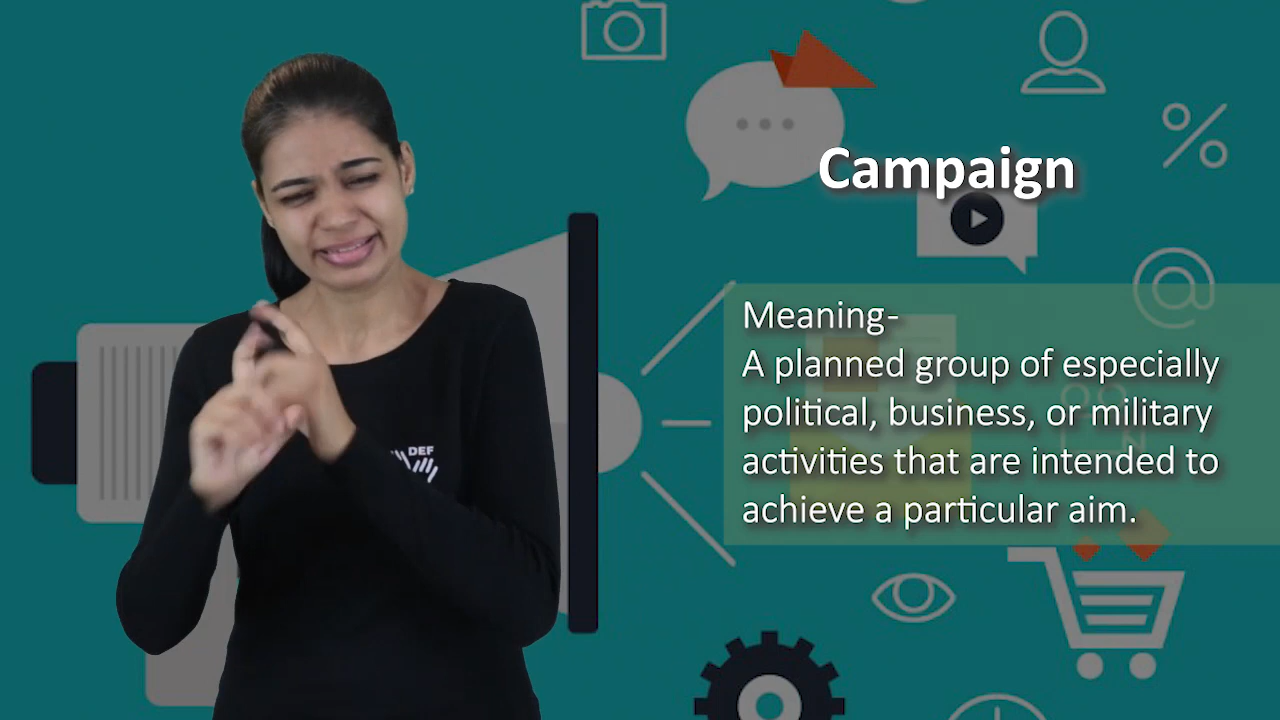 Campaign
Meaning-
A planned group of especially
political, business, or military
activities that are intended to
achieve a particular aim.
DEF